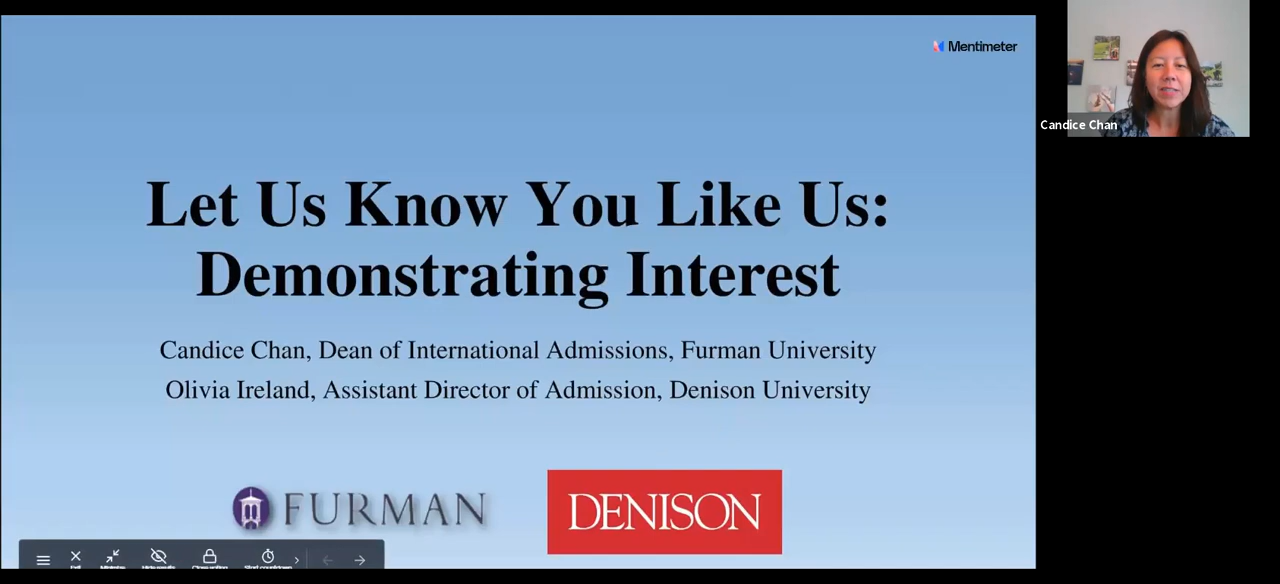 Mentimeter
Candice Chan
Let Us Know You Like Us:
Demonstrating Interest
Candice Chan, Dean of International Admissions, Furman University
Olivia Ireland, Assistant Director of Admission, Denison University
FURMAN
DENISON